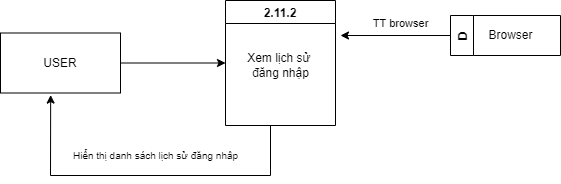 2.11.2
TT browser
USER
Xem lịch sử
đăng nhập
D
Browser
Hiển thị danh sách lịch sử đăng nhâp